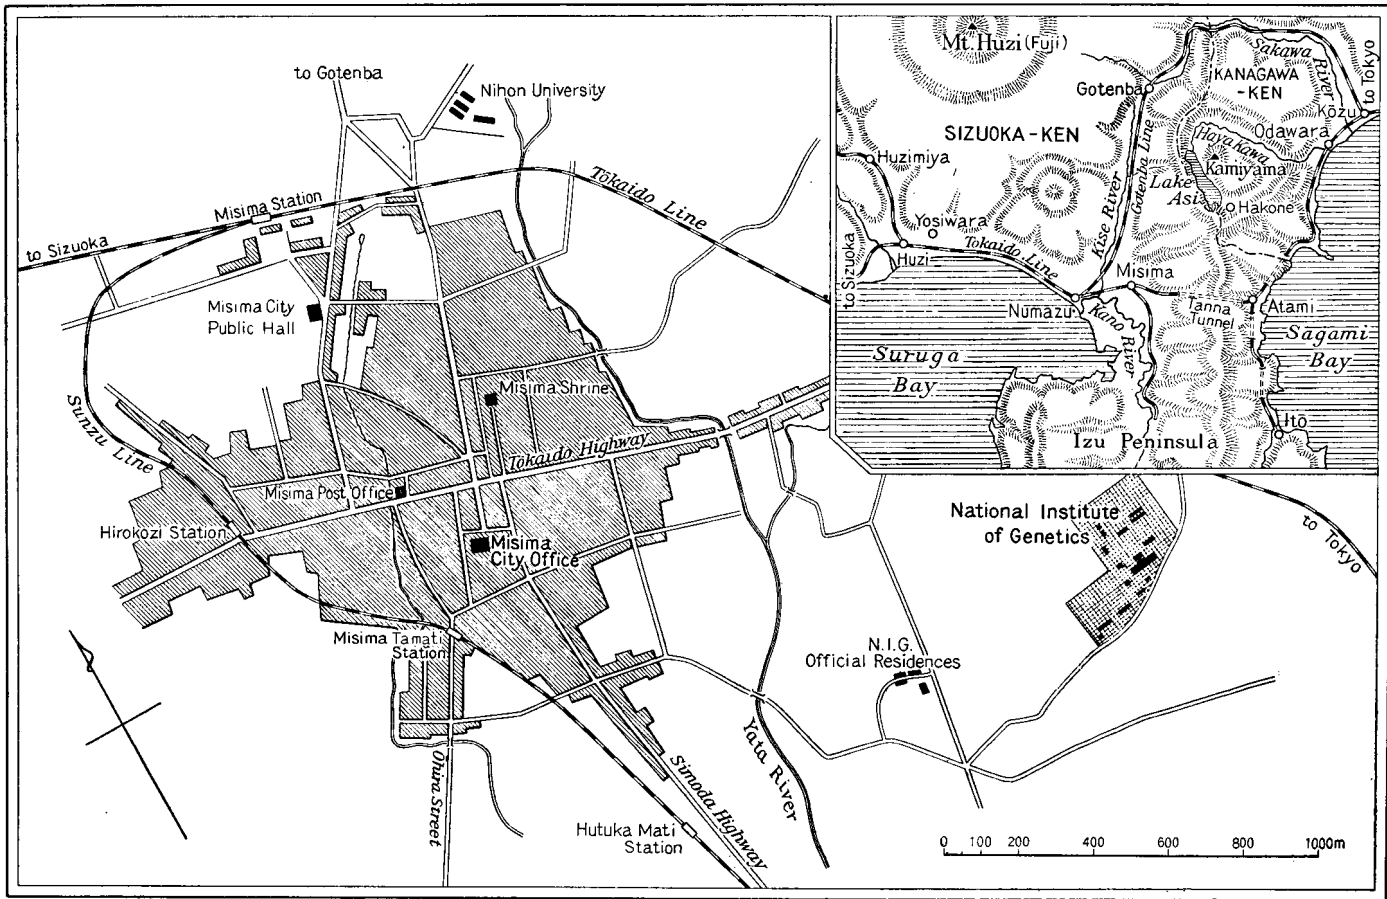 to Gotenba
Nihon University
Misima Station
Tōkaido Line
to Sizuoka
Misima City
Public Hall
Sunzu Line
Misima Shrine
Tōkaido Highway
Misima Post Office
Hirokozi Station
Misima
City Office
Misima Tamati
Station
N.I.G.
Official Residences
National Institute
of Genetics
to Tokyo
Ohira Street
Simoda Highway
Yata River
Hutuka Mati
Station
0 100 200 400 600 800 1000m
Mt. Huzi (Fuji)
Sakawa River
to Tokyo
KANAGAWA
-KEN
Gotenba
Kōzu
Odawara
SIZUOKA-KEN
Hayakawa
Huzimiya
Kamiyama
Lake
Asi
Hakone
Gotenba Line
Kise River
Yosiwara
to Sizuoka
Huzi
Tokaido Line
Misima
Numazu
Kano
River
Tanna
Tunnel
Atami
Suruga
Bay
Sagami
Bay
Itō
Izu Peninsula